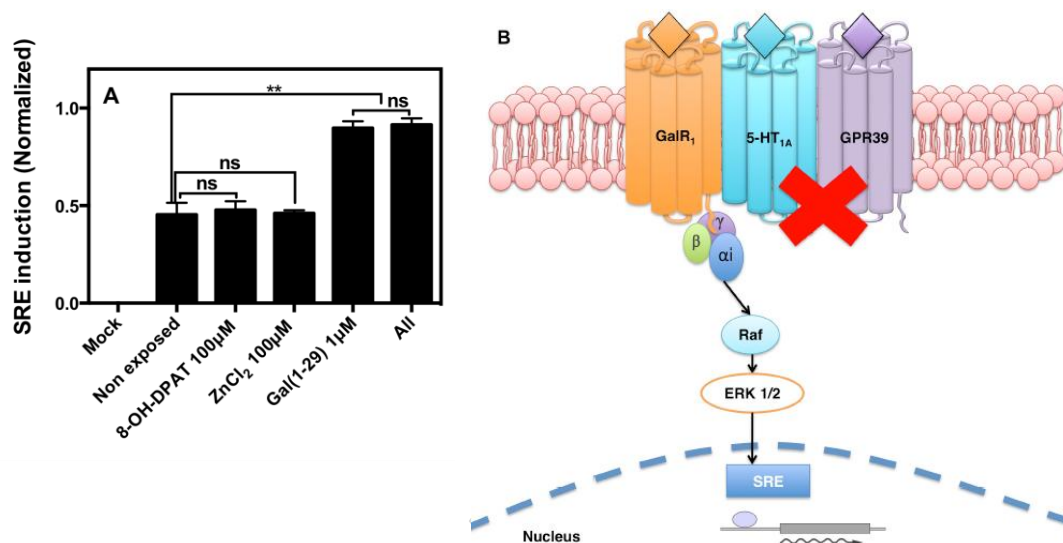 A
SRE induction (Normalized)
1.0
0.5
0.0
**
ns
ns
ns
Mock
Non exposed
8-OH-DPAT 100µM
ZnCl₂ 100µM
Gal(1-29) 1µM
All
B
GalR₁
5-HT₁A
GPR39
β
γ
αi
Raf
ERK 1/2
SRE
Nucleus